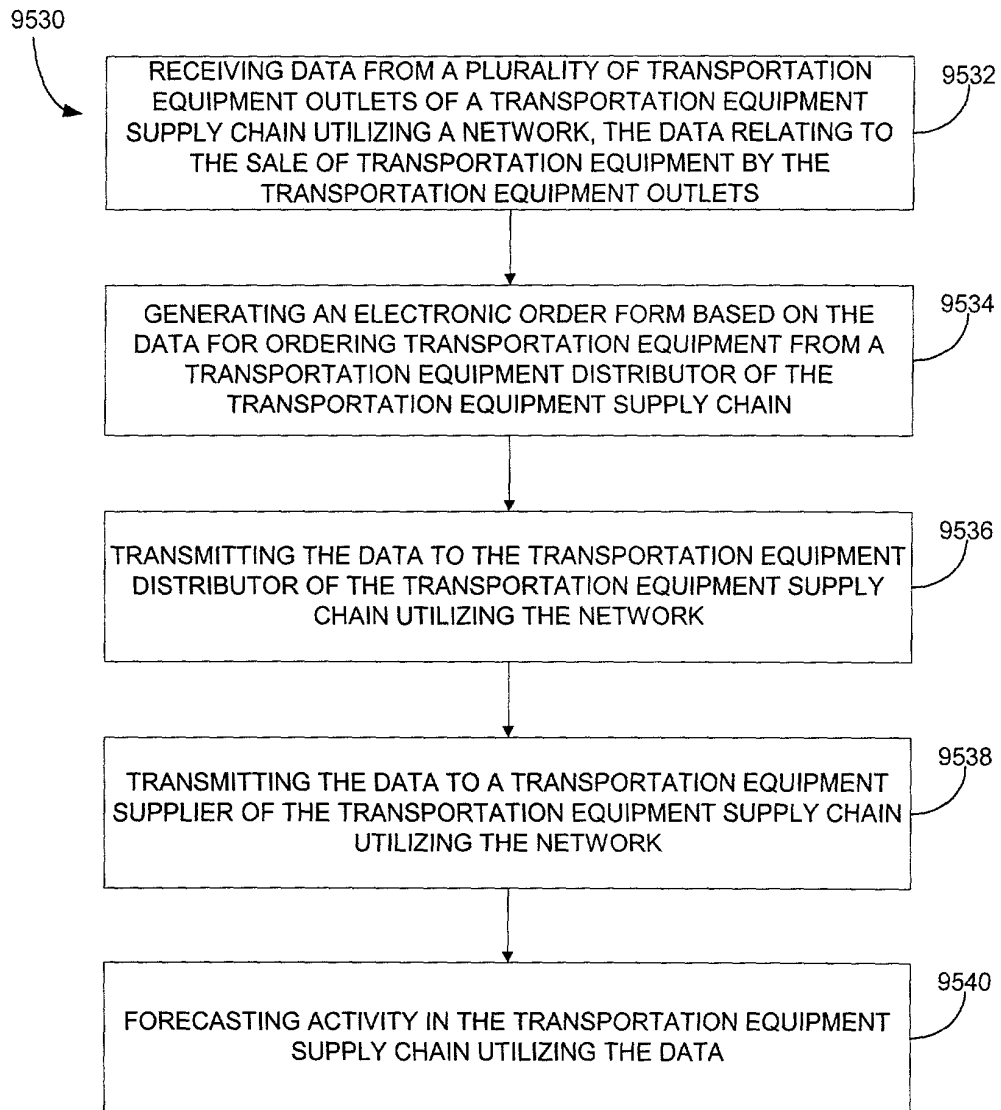 9530
RECEIVING DATA FROM A PLURALITY OF TRANSPORTATION
EQUIPMENT OUTLETS OF A TRANSPORTATION EQUIPMENT
SUPPLY CHAIN UTILIZING A NETWORK, THE DATA RELATING TO
THE SALE OF TRANSPORTATION EQUIPMENT BY THE
TRANSPORTATION EQUIPMENT OUTLETS
9532
GENERATING AN ELECTRONIC ORDER FORM BASED ON THE
DATA FOR ORDERING TRANSPORTATION EQUIPMENT FROM A
TRANSPORTATION EQUIPMENT DISTRIBUTOR OF THE
TRANSPORTATION EQUIPMENT SUPPLY CHAIN
9534
TRANSMITTING THE DATA TO THE TRANSPORTATION EQUIPMENT
DISTRIBUTOR OF THE TRANSPORTATION EQUIPMENT SUPPLY
CHAIN UTILIZING THE NETWORK
9536
TRANSMITTING THE DATA TO A TRANSPORTATION EQUIPMENT
SUPPLIER OF THE TRANSPORTATION EQUIPMENT SUPPLY CHAIN
UTILIZING THE NETWORK
9538
FORECASTING ACTIVITY IN THE TRANSPORTATION EQUIPMENT
SUPPLY CHAIN UTILIZING THE DATA
9540